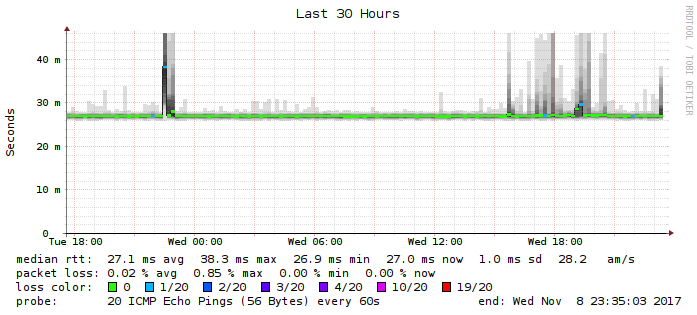 Last 30 Hours
RRDTOOL / TOBI OETIKER
Seconds
40 m
30 m
20 m
10 m
0
Tue 18:00 Wed 00:00 Wed 06:00 Wed 12:00 Wed 18:00
median rtt: 27.1 ms avg 38.3 ms max 26.9 ms min 27.0 ms now 1.0 ms sd 28.2 am/s
packet loss: 0.02 % avg 0.85 % max 0.00 % min 0.00 % now
loss color: 0 1/20 2/20 3/20 4/20 10/20 19/20
probe: 20 ICMP Echo Pings (56 Bytes) every 60s end: Wed Nov 8 23:35:03 2017